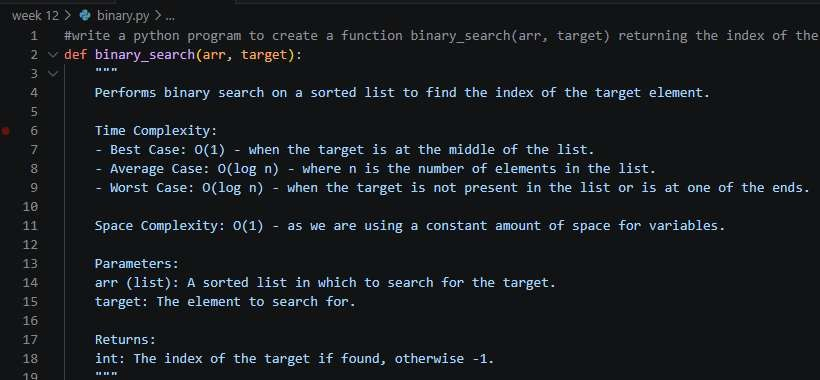 week 12 > binary.py > ...
1 #write a python program to create a function binary_search(arr, target) returning the index of the
2 def binary_search(arr, target):
3 """
4 Performs binary search on a sorted list to find the index of the target element.
5
6 Time Complexity:
7 - Best Case: O(1) - when the target is at the middle of the list.
8 - Average Case: O(log n) - where n is the number of elements in the list.
9 - Worst Case: O(log n) - when the target is not present in the list or is at one of the ends.
10
11 Space Complexity: O(1) - as we are using a constant amount of space for variables.
12
13 Parameters:
14 arr (list): A sorted list in which to search for the target.
15 target: The element to search for.
16
17 Returns:
18 int: The index of the target if found, otherwise -1.
19 """